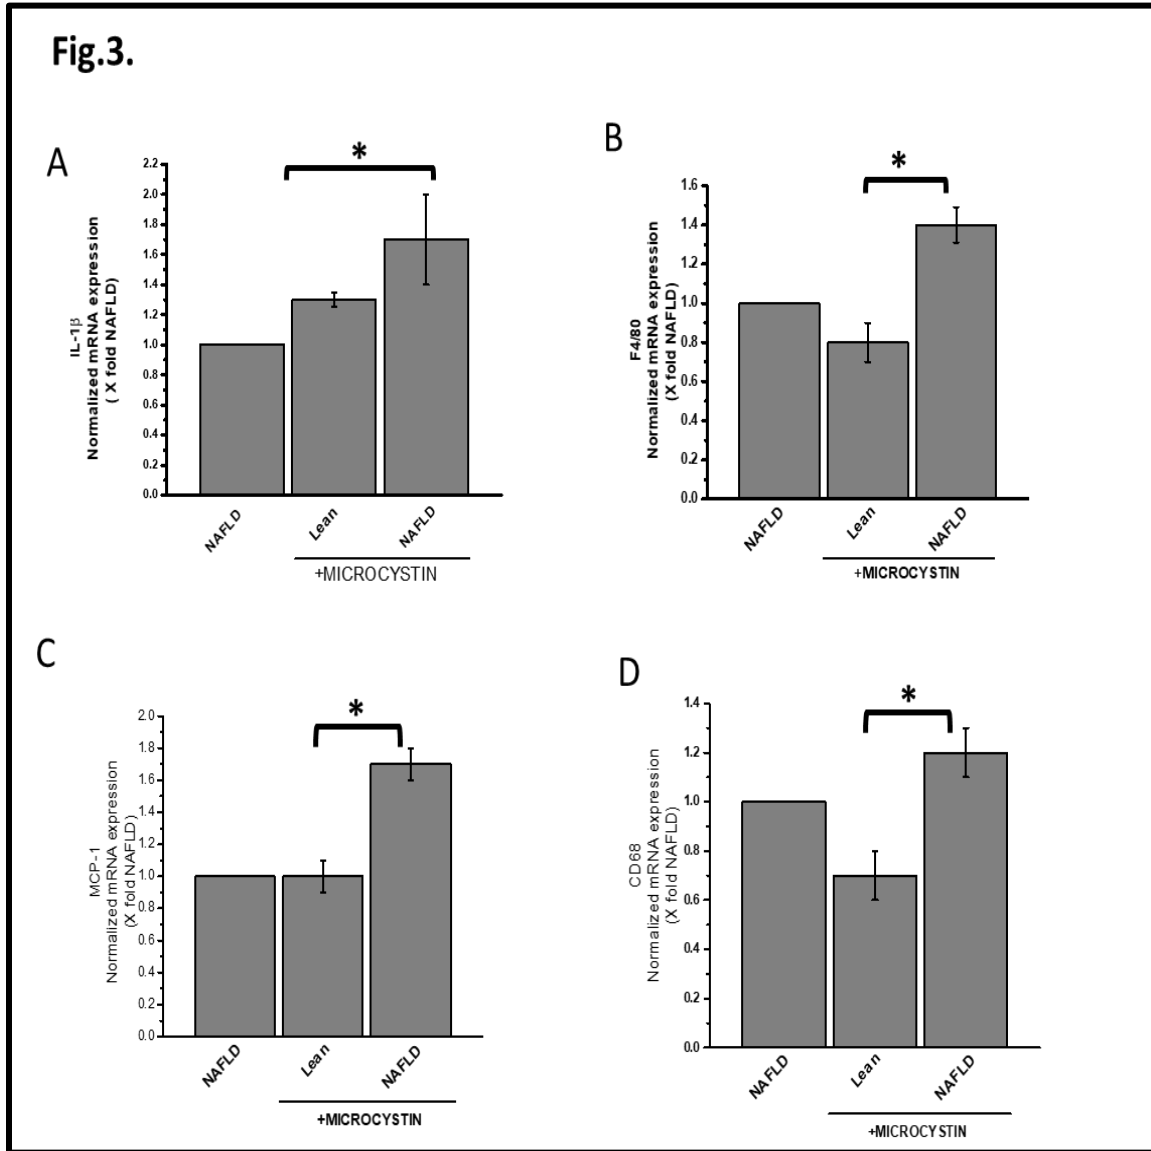 Fig.3.
A
*
IL-1β
Normalized mRNA expression
( X fold NAFLD)
2.2
2.0
1.8
1.6
1.4
1.2
1.0
0.8
0.6
0.4
0.2
0.0
NAFLD
Lean
NAFLD
+MICROCYSTIN
B
*
F4/80
Normalized mRNA expression
(X fold NAFLD)
1.6
1.4
1.2
1.0
0.8
0.6
0.4
0.2
0.0
NAFLD
Lean
NAFLD
+MICROCYSTIN
C
*
MCP-1
Normalized mRNA expression
(X fold NAFLD)
2.0
1.8
1.6
1.4
1.2
1.0
0.8
0.6
0.4
0.2
0.0
NAFLD
Lean
NAFLD
+MICROCYSTIN
D
*
CD68
Normalized mRNA expression
(X fold NAFLD)
1.4
1.2
1.0
0.8
0.6
0.4
0.2
0.0
NAFLD
Lean
NAFLD
+MICROCYSTIN